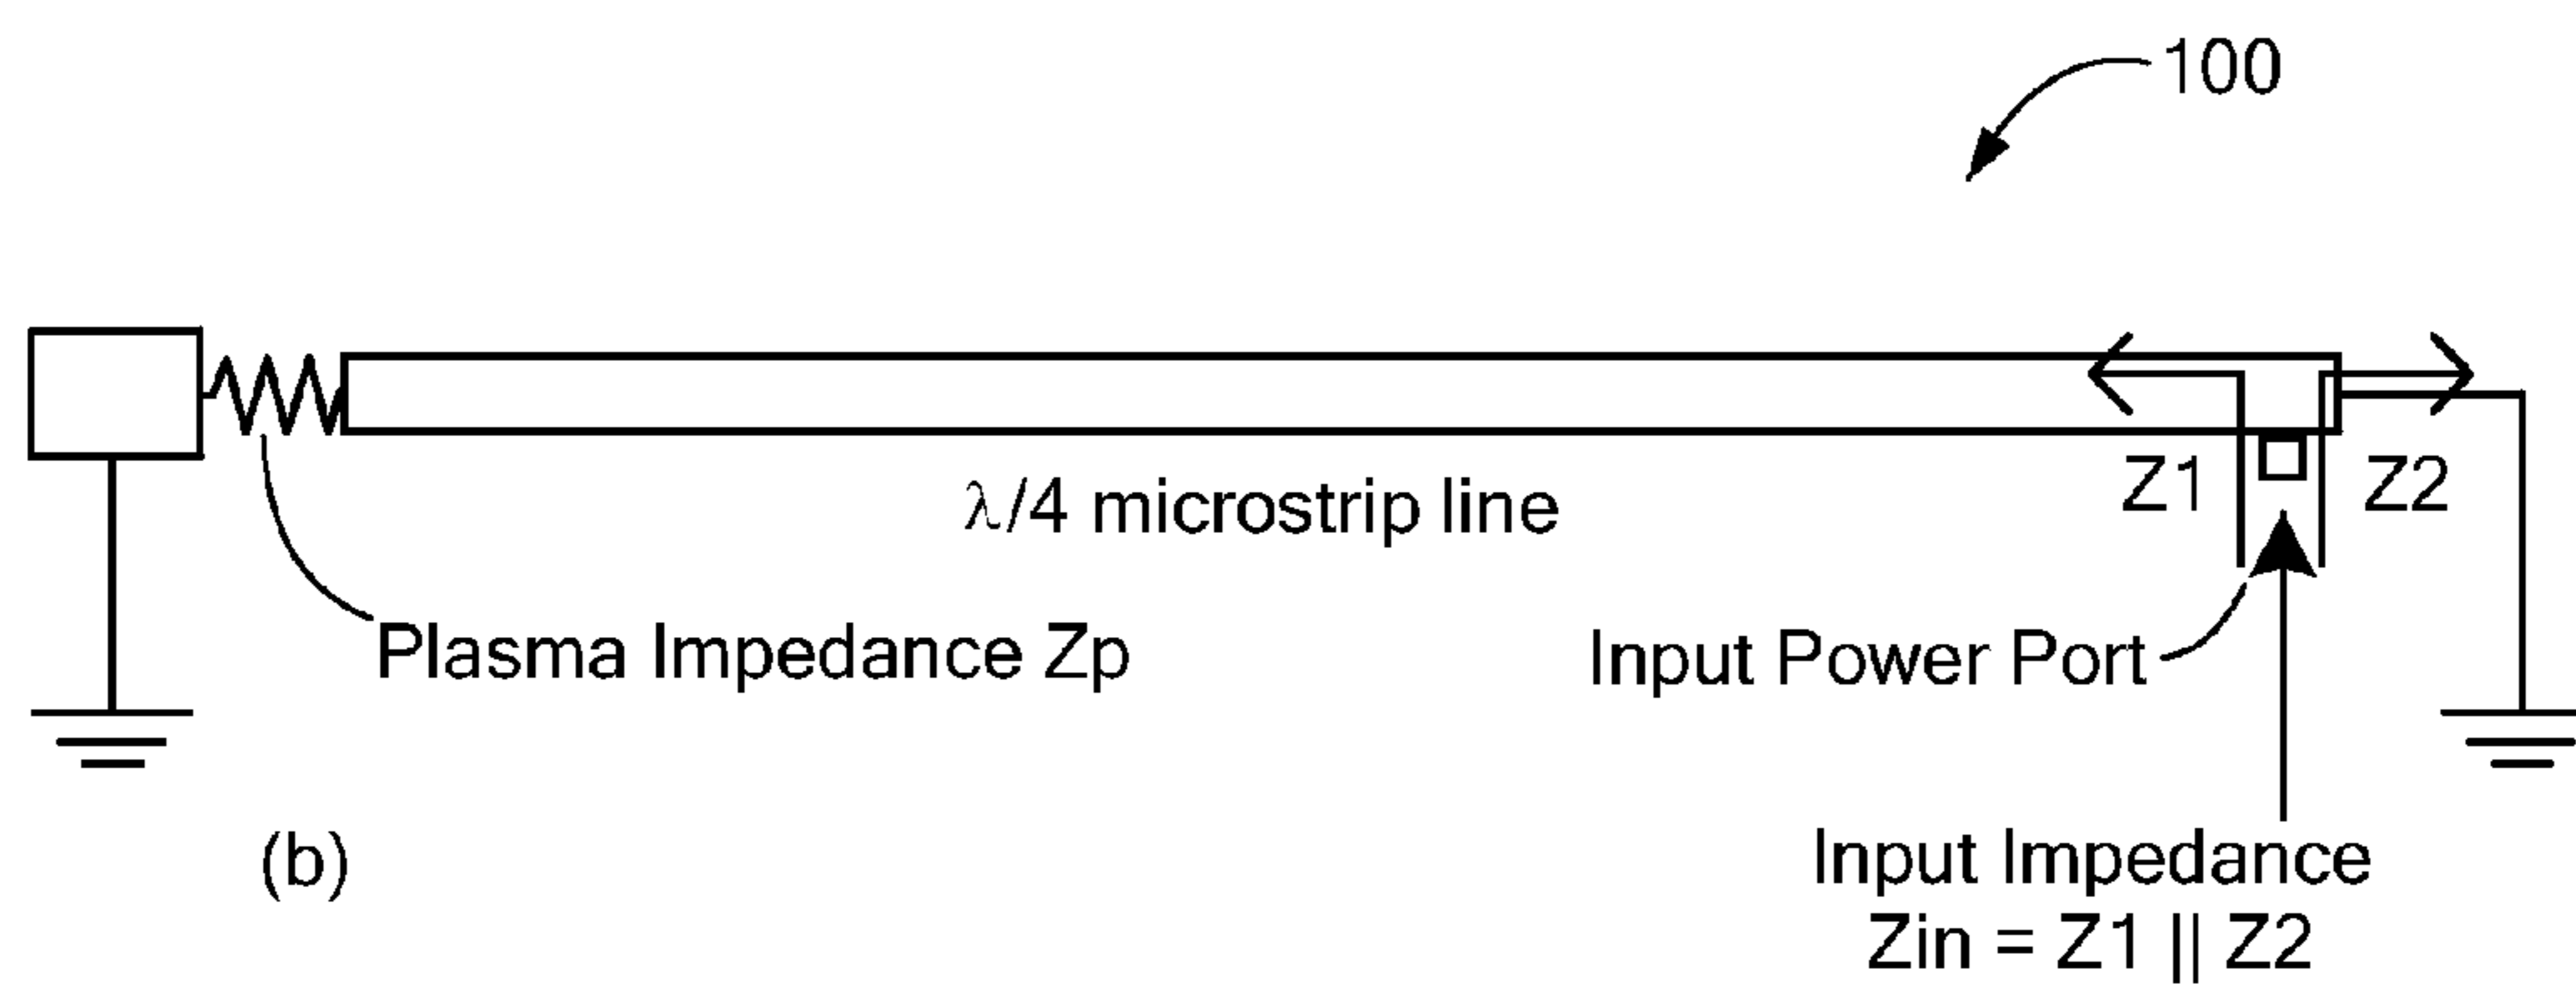 100
Z1
Z2
λ/4 microstrip line
Plasma Impedance Zp
Input Power Port
(b)
Input Impedance
Zin = Z1 || Z2